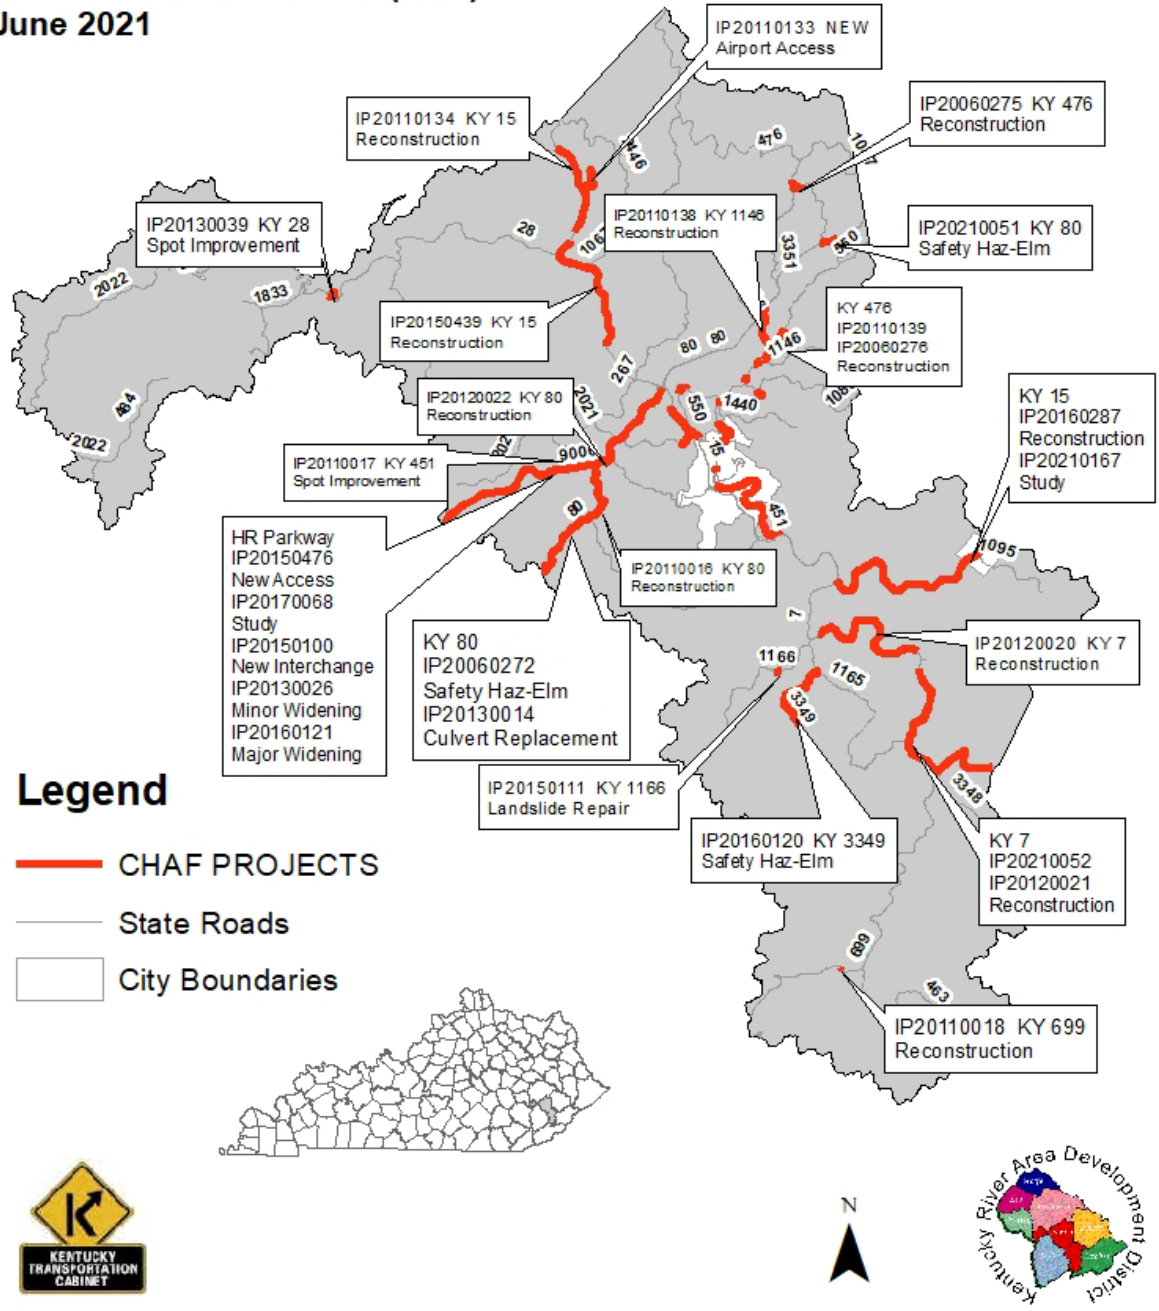 June 2021
IP20110133 NEW
Airport Access
IP20110134 KY 15
Reconstruction
IP20060275 KY 476
Reconstruction
IP20130039 KY 28
Spot Improvement
IP20110138 KY 1146
Reconstruction
IP20210051 KY 80
Safety Haz-Elm
IP20150439 KY 15
Reconstruction
KY 476
IP20110139
IP20060276
Reconstruction
IP20120022 KY 80
Reconstruction
KY 15
IP20160287
Reconstruction
IP20210167
Study
IP20110017 KY 451
Spot Improvement
HR Parkway
IP20150476
New Access
IP20170068
Study
IP20150100
New Interchange
IP20130026
Minor Widening
IP20160121
Major Widening
IP20110016 KY 80
Reconstruction
KY 80
IP20060272
Safety Haz-Elm
IP20130014
Culvert Replacement
IP20120020 KY 7
Reconstruction
IP20150111 KY 1166
Landslide Repair
IP20160120 KY 3349
Safety Haz-Elm
KY 7
IP20210052
IP20120021
Reconstruction
IP20110018 KY 699
Reconstruction
476
28
3351
2022
1833
80 80
1146
267
2021
484
2022
550
1440
15
451
80
1095
7
1166
1165
3349
3348
699
463
Legend
CHAF PROJECTS
State Roads
City Boundaries
KENTUCKY
TRANSPORTATION
CABINET
N
Kentucky River Area Development District